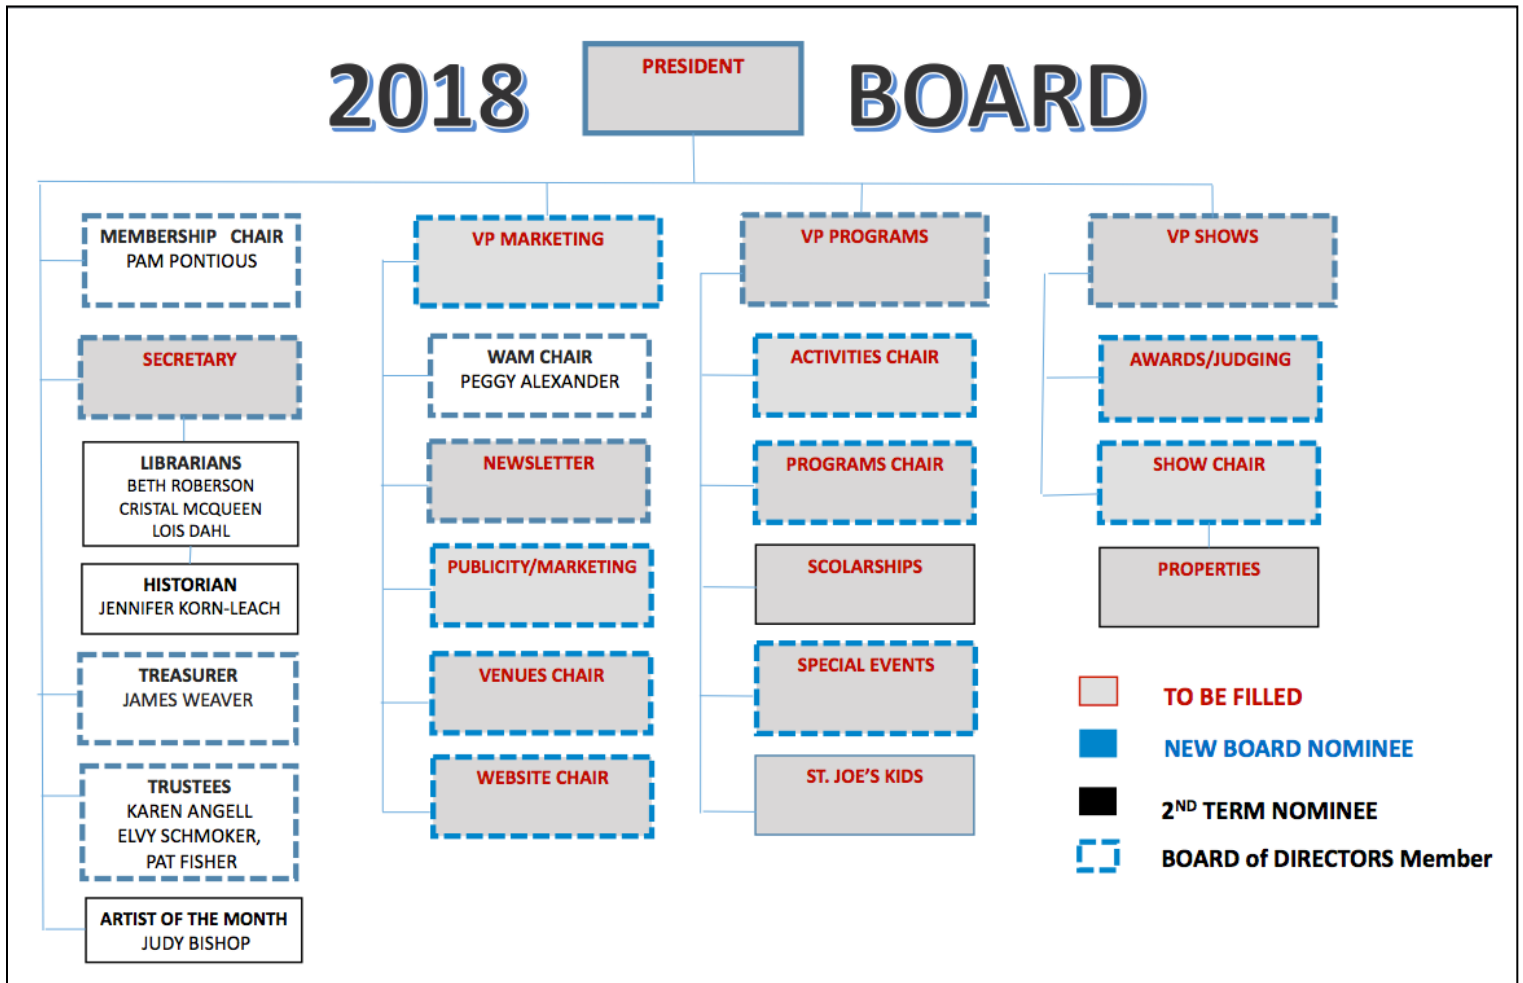 2018
PRESIDENT
BOARD
MEMBERSHIP CHAIR
PAM PONTIOUS
SECRETARY
LIBRARIANS
BETH ROBERSON
CRISTAL MCQUEEN
LOIS DAHL
HISTORIAN
JENNIFER KORN-LEACH
TREASURER
JAMES WEAVER
TRUSTEES
KAREN ANGELL
ELVY SCHMOKER,
PAT FISHER
ARTIST OF THE MONTH
JUDY BISHOP
VP MARKETING
WAM CHAIR
PEGGY ALEXANDER
NEWSLETTER
PUBLICITY/MARKETING
VENUES CHAIR
WEBSITE CHAIR
VP PROGRAMS
ACTIVITIES CHAIR
PROGRAMS CHAIR
SCOLARSHIPS
SPECIAL EVENTS
ST. JOE’S KIDS
VP SHOWS
AWARDS/JUDGING
SHOW CHAIR
PROPERTIES
TO BE FILLED
NEW BOARD NOMINEE
2ND TERM NOMINEE
BOARD of DIRECTORS Member